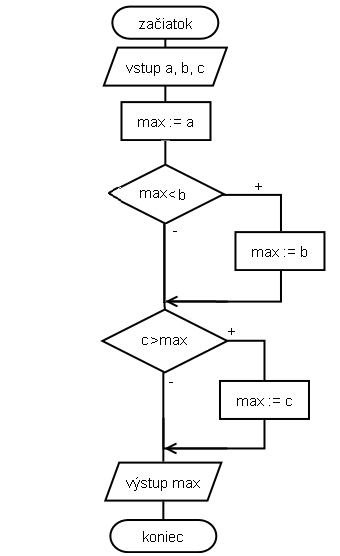 začiatok
vstup a, b, c
max := a
max<b
+
-
max := b
c>max
+
-
max := c
výstup max
koniec